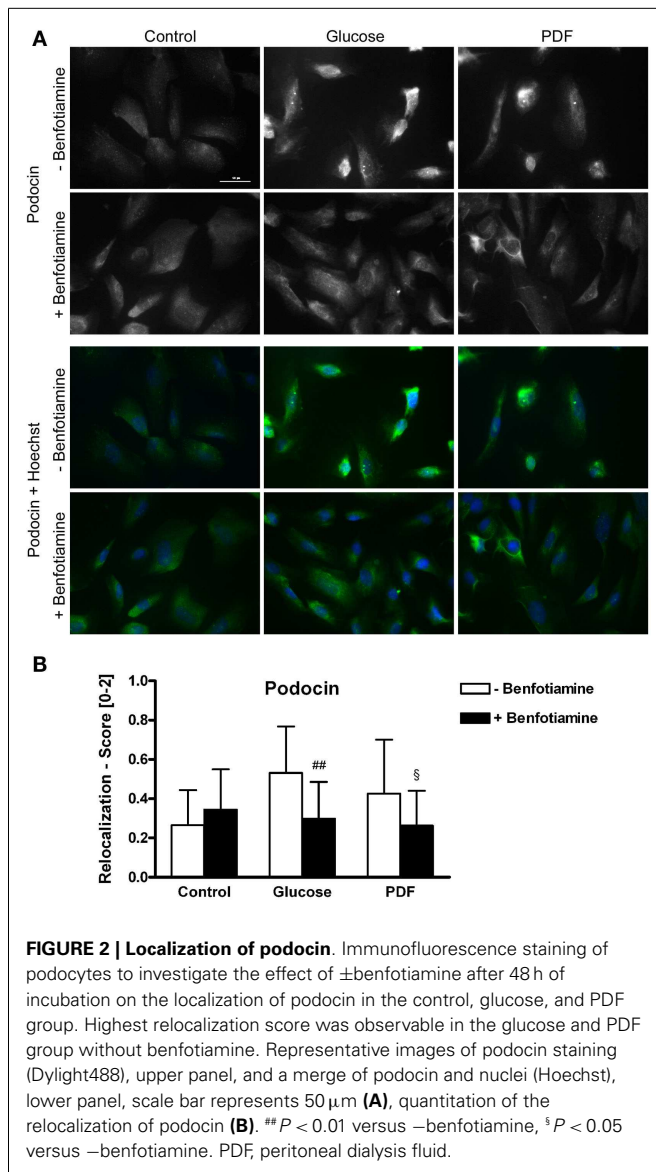 A
Control Glucose PDF
Podocin
- Benfotiamine
+ Benfotiamine
Podocin + Hoechst
- Benfotiamine
+ Benfotiamine
B
Podocin
- Benfotiamine
+ Benfotiamine
Relocalization - Score [0-2]
1.0
0.8
0.6
0.4
0.2
0.0
##
§
Control Glucose PDF
FIGURE 2 | Localization of podocin. Immunofluorescence staining of
podocytes to investigate the effect of ±benfotiamine after 48 h of
incubation on the localization of podocin in the control, glucose, and PDF
group. Highest relocalization score was observable in the glucose and PDF
group without benfotiamine. Representative images of podocin staining
(Dylight488), upper panel, and a merge of podocin and nuclei (Hoechst),
lower panel, scale bar represents 50 μm (A), quantitation of the
relocalization of podocin (B). ##P < 0.01 versus −benfotiamine, §P < 0.05
versus −benfotiamine. PDF, peritoneal dialysis fluid.